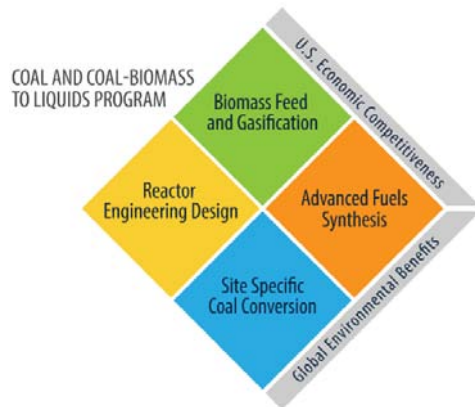 COAL AND COAL-BIOMASS
TO LIQUIDS PROGRAM
U.S. Economic Competitiveness
Biomass Feed
and Gasification
Reactor
Engineering Design
Advanced Fuels
Synthesis
Site Specific
Coal Conversion
Global Environmental Benefits